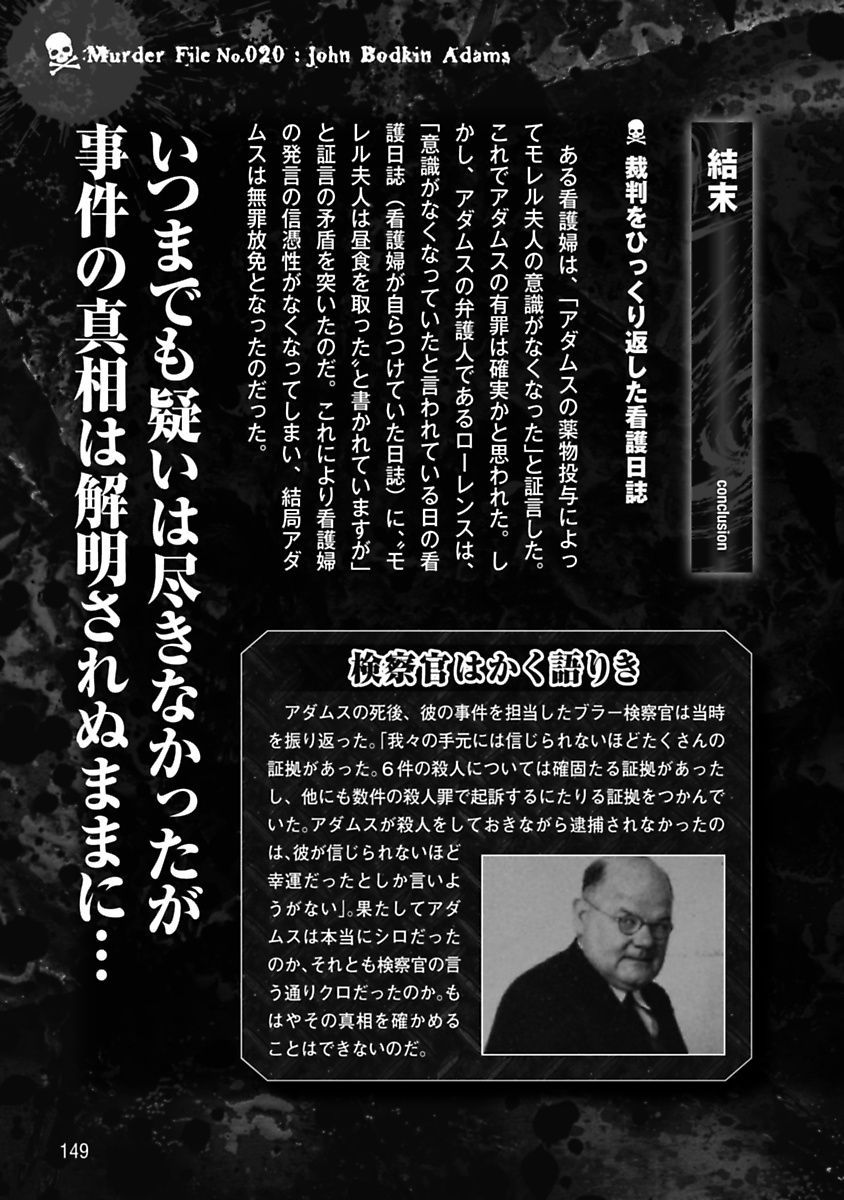 Murder File No.020 : John Bodkin Adams
結末
conclusion
裁判をひっくり返した看護日誌
ある看護婦は、「アダムスの薬物投与によっ
てモレル夫人の意識がなくなった」と証言した。
これでアダムスの有罪は確実かと思われた。し
かし、アダムスの弁護人であるローレンスは、
「意識がなくなっていたと言われている日の看
護日誌（看護婦が自らつけていた日誌）に、〝モ
レル夫人は昼食を取った〟と書かれていますが」
と証言の矛盾を突いたのだ。これにより看護婦
の発言の信憑性がなくなってしまい、結局アダ
ムスは無罪放免となったのだった。
いつまでも疑いは尽きなかったが
事件の真相は解明されぬままに…
検察官はかく語りき
アダムスの死後、彼の事件を担当したブラー検察官は当時
を振り返った。「我々の手元には信じられないほどたくさんの
証拠があった。６件の殺人については確固たる証拠があった
し、他にも数件の殺人罪で起訴するにたりる証拠をつかんで
いた。アダムスが殺人をしておきながら逮捕されなかったの
は、彼が信じられないほど
幸運だったとしか言いよ
うがない」。果たしてアダ
ムスは本当にシロだった
のか、それとも検察官の言
う通りクロだったのか。も
はやその真相を確かめる
ことはできないのだ。
149